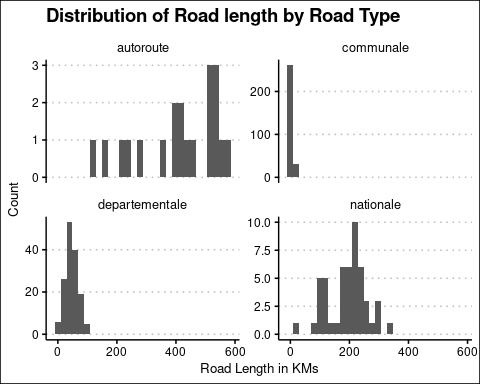 Distribution of Road length by Road Type
autoroute
communale
3
2
1
0
200
100
0
departementale
nationale
40
20
0
10.0
7.5
5.0
2.5
0.0
0 200 400 600
0 200 400 600
Road Length in KMs
Count